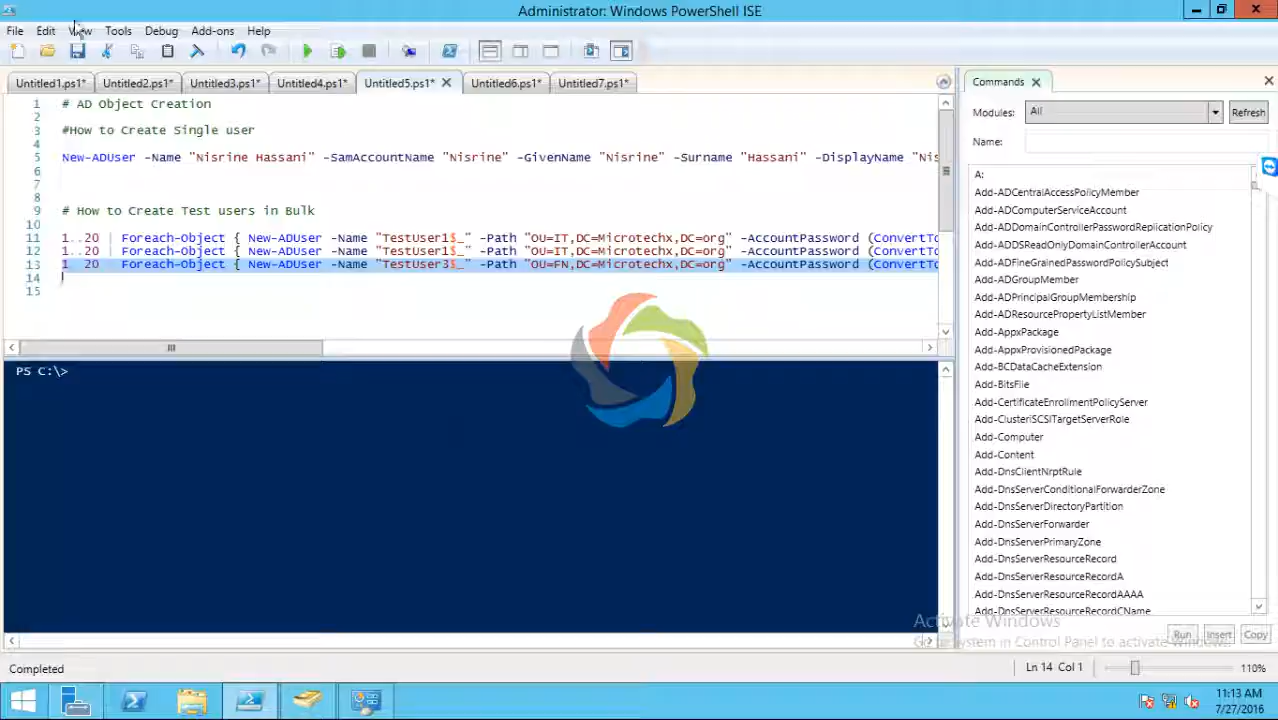 Administrator: Windows PowerShell ISE
File Edit View Tools Debug Add-ons Help
Untitled1.ps1* Untitled2.ps1* Untitled3.ps1* Untitled4.ps1* Untitled5.ps1* Untitled6.ps1* Untitled7.ps1*
1 # AD Object Creation
2
3 #How to Create Single user
4
5 New-ADUser -Name "Nisrine Hassani" -SamAccountName "Nisrine" -GivenName "Nisrine" -Surname "Hassani" -DisplayName "Nis
6
7
8
9 # How to Create Test users in Bulk
10
11 1..20 | Foreach-Object { New-ADUser -Name "TestUser1$_" -Path "OU=IT,DC=Microtechx,DC=org" -AccountPassword (ConvertTo
12 1..20 | Foreach-Object { New-ADUser -Name "TestUser1$_" -Path "OU=IT,DC=Microtechx,DC=org" -AccountPassword (ConvertTo
13 1..20 | Foreach-Object { New-ADUser -Name "TestUser3$_" -Path "OU=FN,DC=Microtechx,DC=org" -AccountPassword (ConvertTo
14
15
PS C:\>
Commands
Modules: All Refresh
Name:
A:
Add-ADCentralAccessPolicyMember
Add-ADComputerServiceAccount
Add-ADDomainControllerPasswordReplicationPolicy
Add-ADDSReadOnlyDomainControllerAccount
Add-ADFineGrainedPasswordPolicySubject
Add-ADGroupMember
Add-ADPrincipalGroupMembership
Add-ADResourcePropertyListMember
Add-AppxPackage
Add-AppxProvisionedPackage
Add-BCDataCacheExtension
Add-BitsFile
Add-CertificateEnrollmentPolicyServer
Add-ClusteriSCSITargetServerRole
Add-Computer
Add-Content
Add-DnsClientNrptRule
Add-DnsServerConditionalForwarderZone
Add-DnsServerDirectoryPartition
Add-DnsServerForwarder
Add-DnsServerPrimaryZone
Add-DnsServerResourceRecord
Add-DnsServerResourceRecordA
Add-DnsServerResourceRecordAAAA
Add-DnsServerResourceRecordCName
Activate Windows
Go to System in Control Panel to activate Windows.
Run Insert Copy
Completed Ln 14 Col 1 110%
11:13 AM
7/27/2016